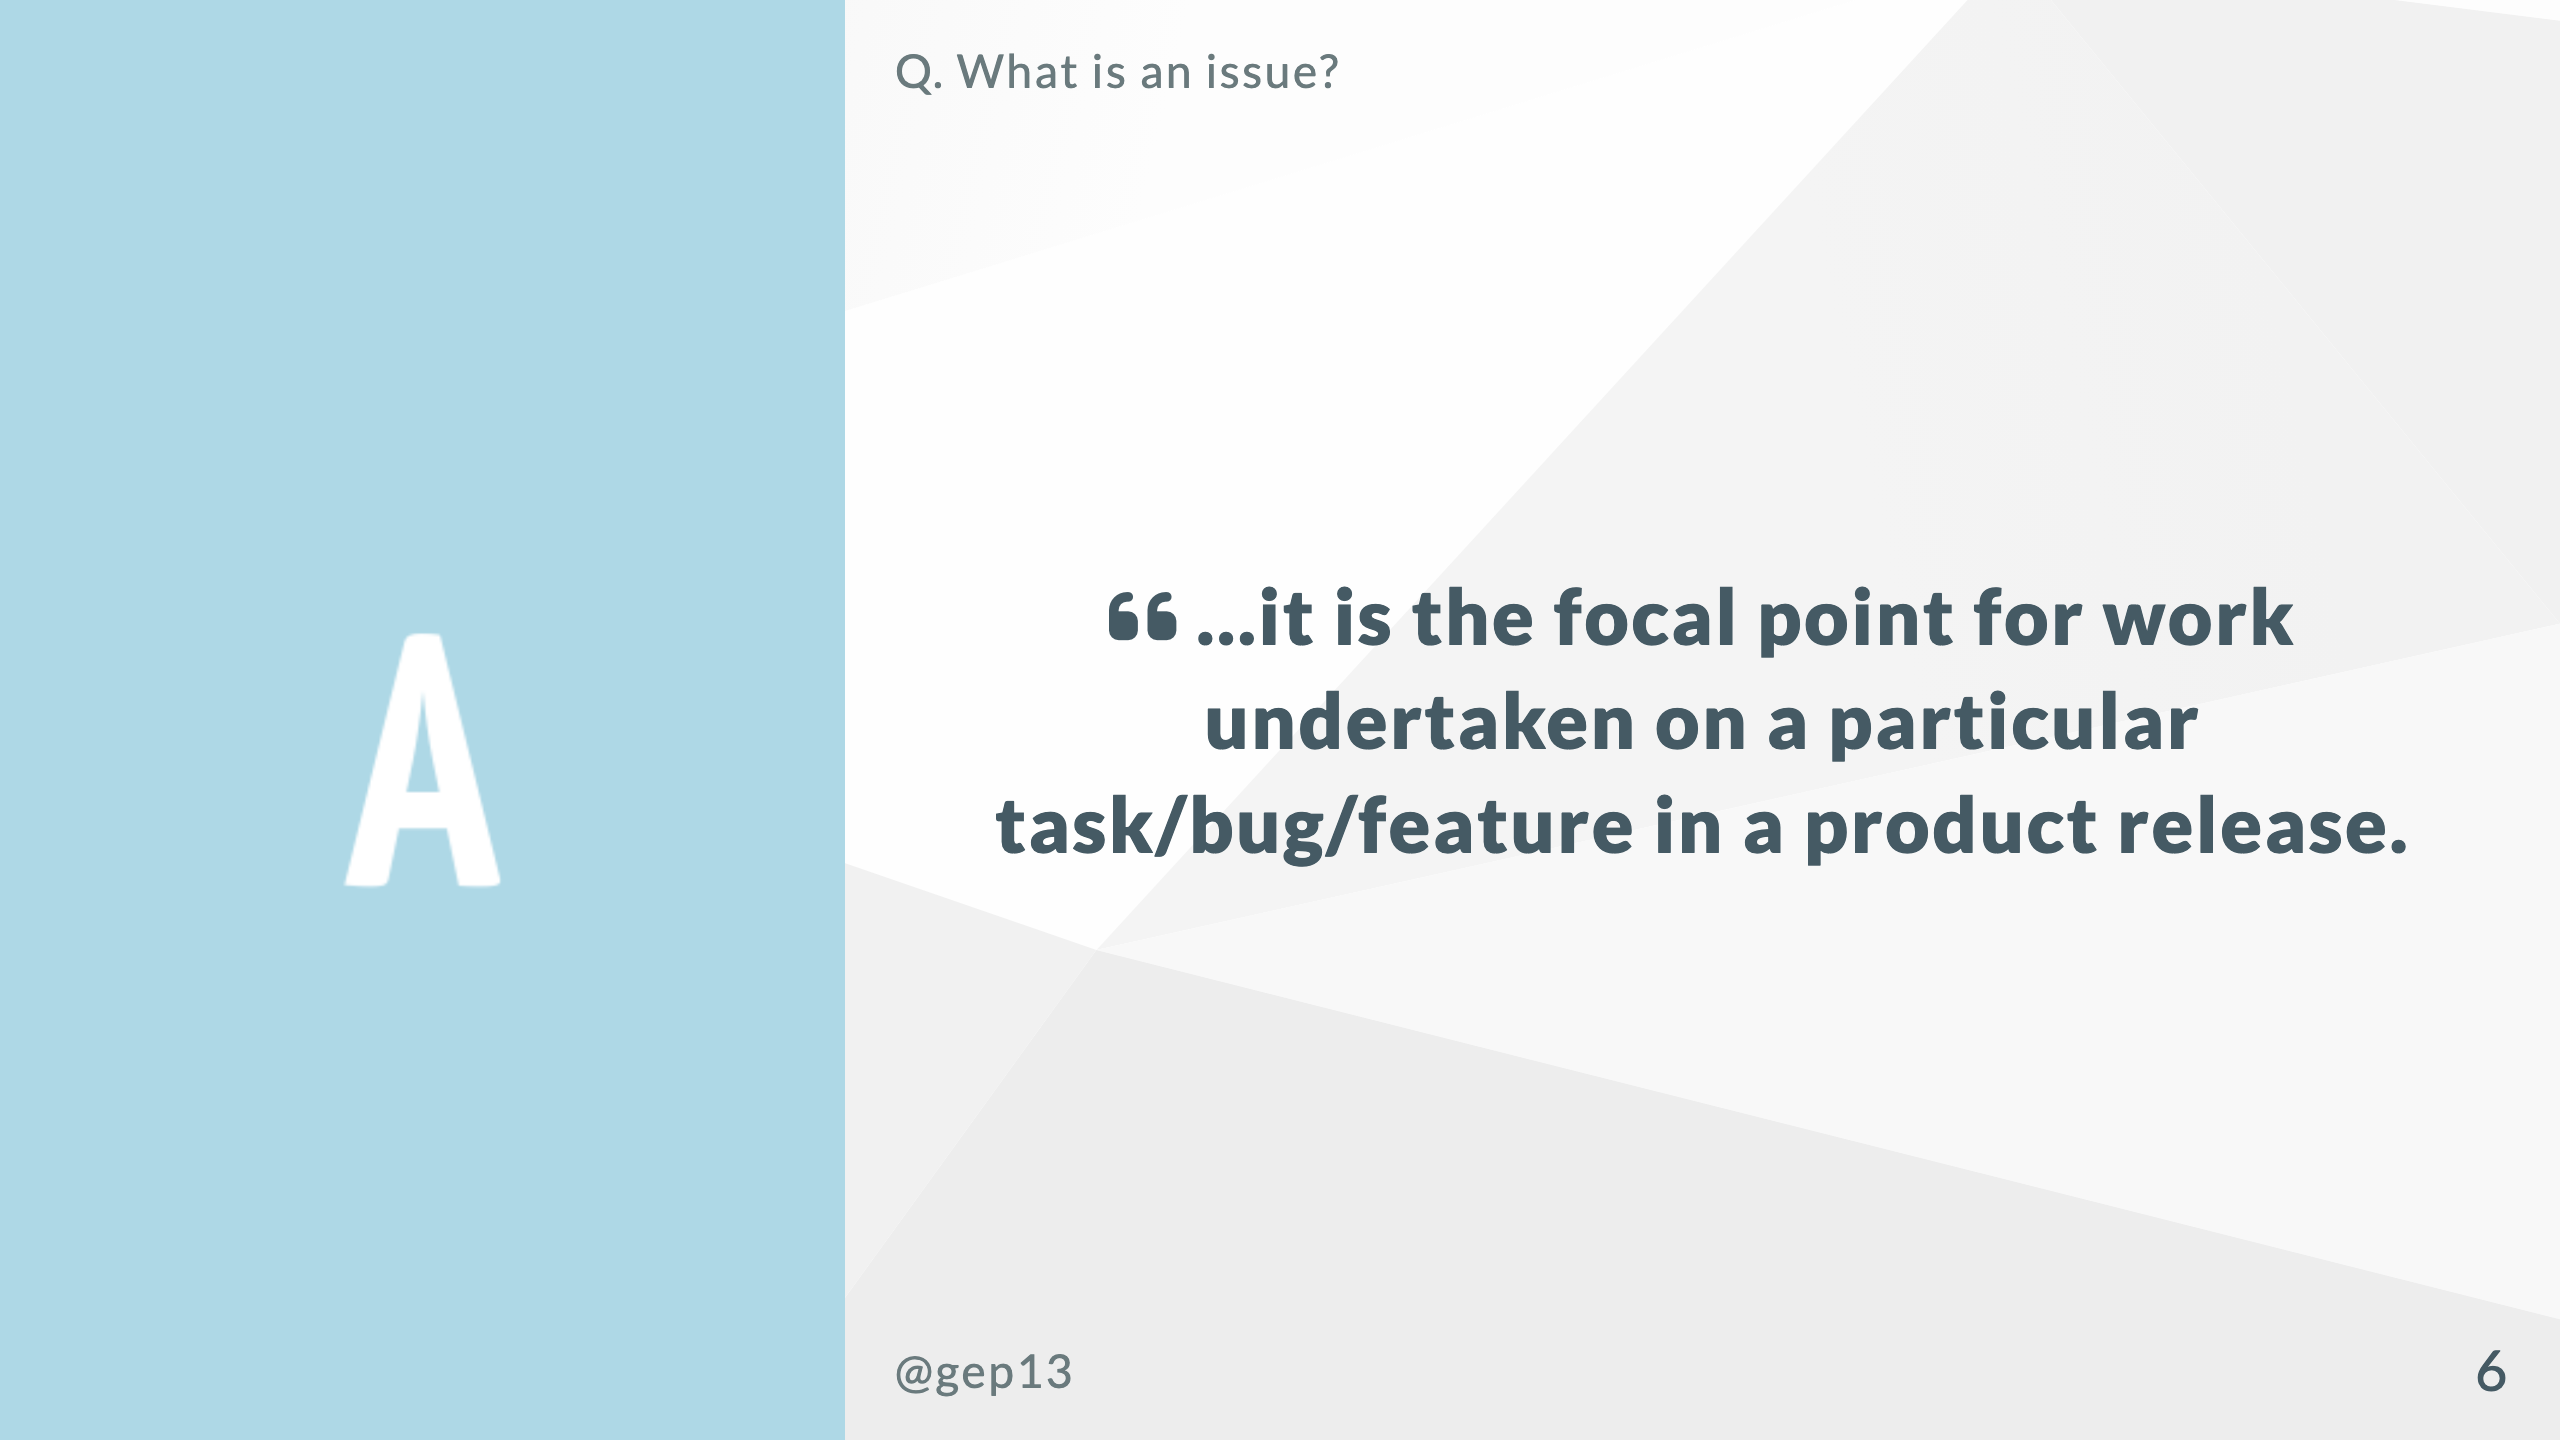 Q. What is an issue?
A
“ ...it is the focal point for work
undertaken on a particular
task/bug/feature in a product release.
@gep13
6